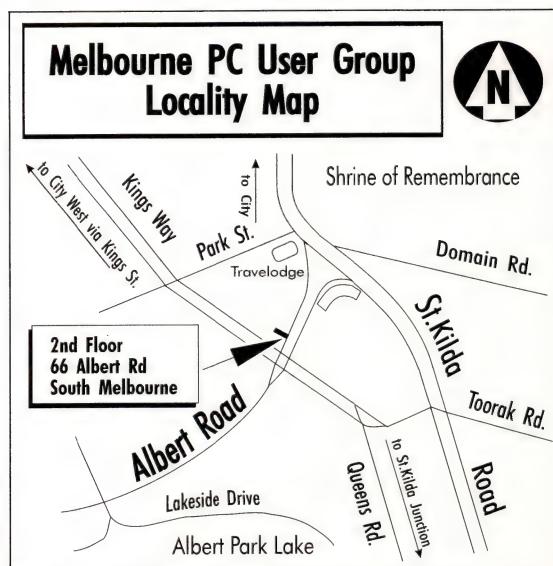 Melbourne PC User Group
Locality Map
N
to City West via Kings St.
Kings Way
to City
Shrine of Remembrance
Park St.
Travelodge
Domain Rd.
St.Kilda
2nd Floor
66 Albert Rd
South Melbourne
Toorak Rd.
Albert Road
Road
Queens Rd.
to St.Kilda Junction
Lakeside Drive
Albert Park Lake